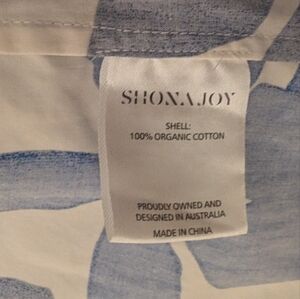 SHONA JOY
SHELL:
100% ORGANIC COTTON
PROUDLY OWNED AND
DESIGNED IN AUSTRALIA
MADE IN CHINA